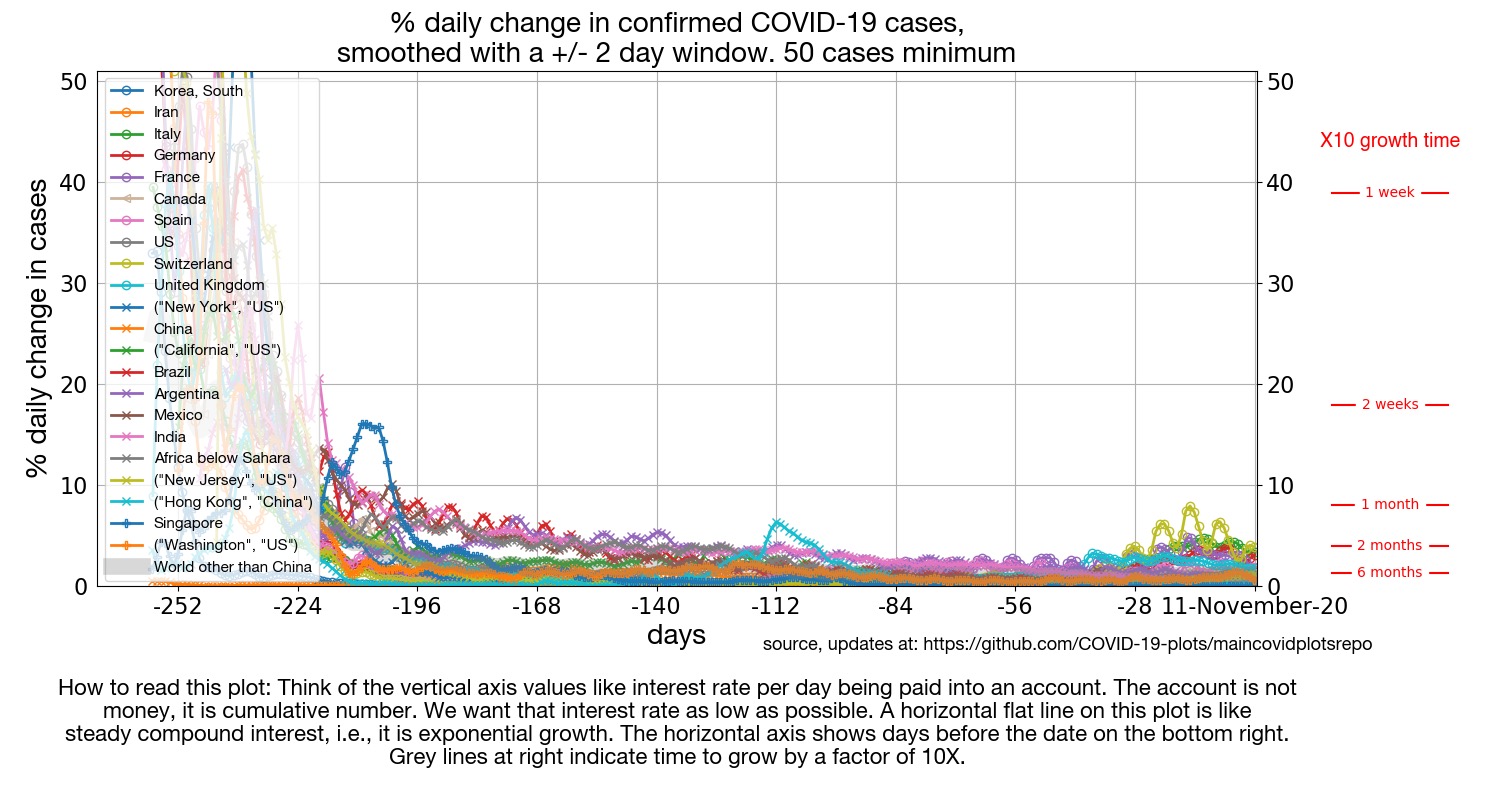 % daily change in confirmed COVID-19 cases,
smoothed with a +/- 2 day window. 50 cases minimum
% daily change in cases
50
40
30
20
10
0
Korea, South
Iran
Italy
Germany
France
Canada
Spain
US
Switzerland
United Kingdom
("New York", "US")
China
("California", "US")
Brazil
Argentina
Mexico
India
Africa below Sahara
("New Jersey", "US")
("Hong Kong", "China")
Singapore
("Washington", "US")
World other than China
50
40
30
20
10
0
X10 growth time
1 week
2 weeks
1 month
2 months
6 months
-252 -224 -196 -168 -140 -112 -84 -56 -28 11-November-20
days
source, updates at: https://github.com/COVID-19-plots/maincovidplotsrepo
How to read this plot: Think of the vertical axis values like interest rate per day being paid into an account. The account is not
money, it is cumulative number. We want that interest rate as low as possible. A horizontal flat line on this plot is like
steady compound interest, i.e., it is exponential growth. The horizontal axis shows days before the date on the bottom right.
Grey lines at right indicate time to grow by a factor of 10X.